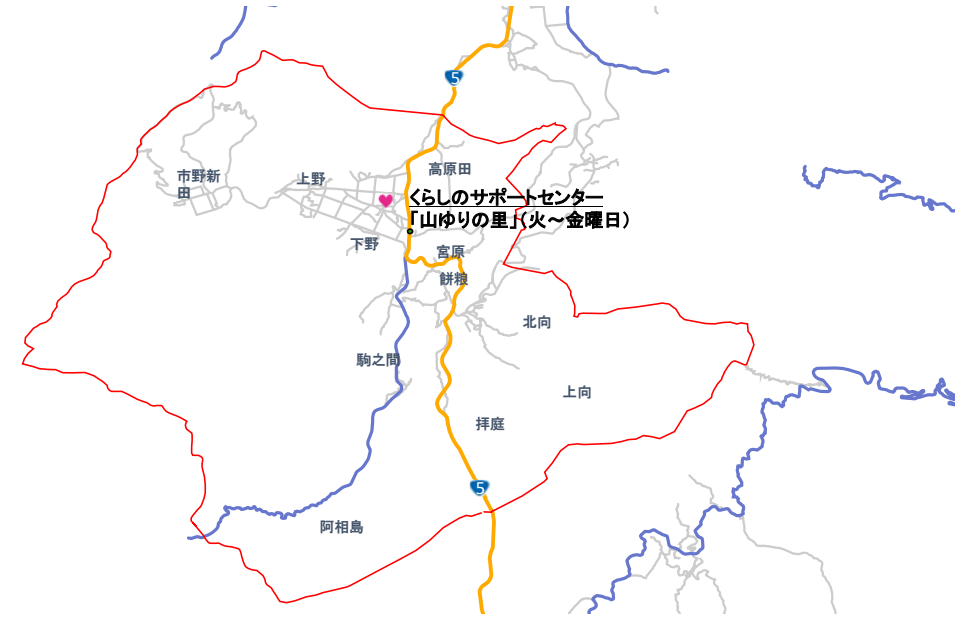 5
高原田
市野新
田
上野
くらしのサポートセンター
「山ゆりの里」（火～金曜日）
下野
宮原
餅粮
北向
駒之間
上向
拝庭
5
阿相島